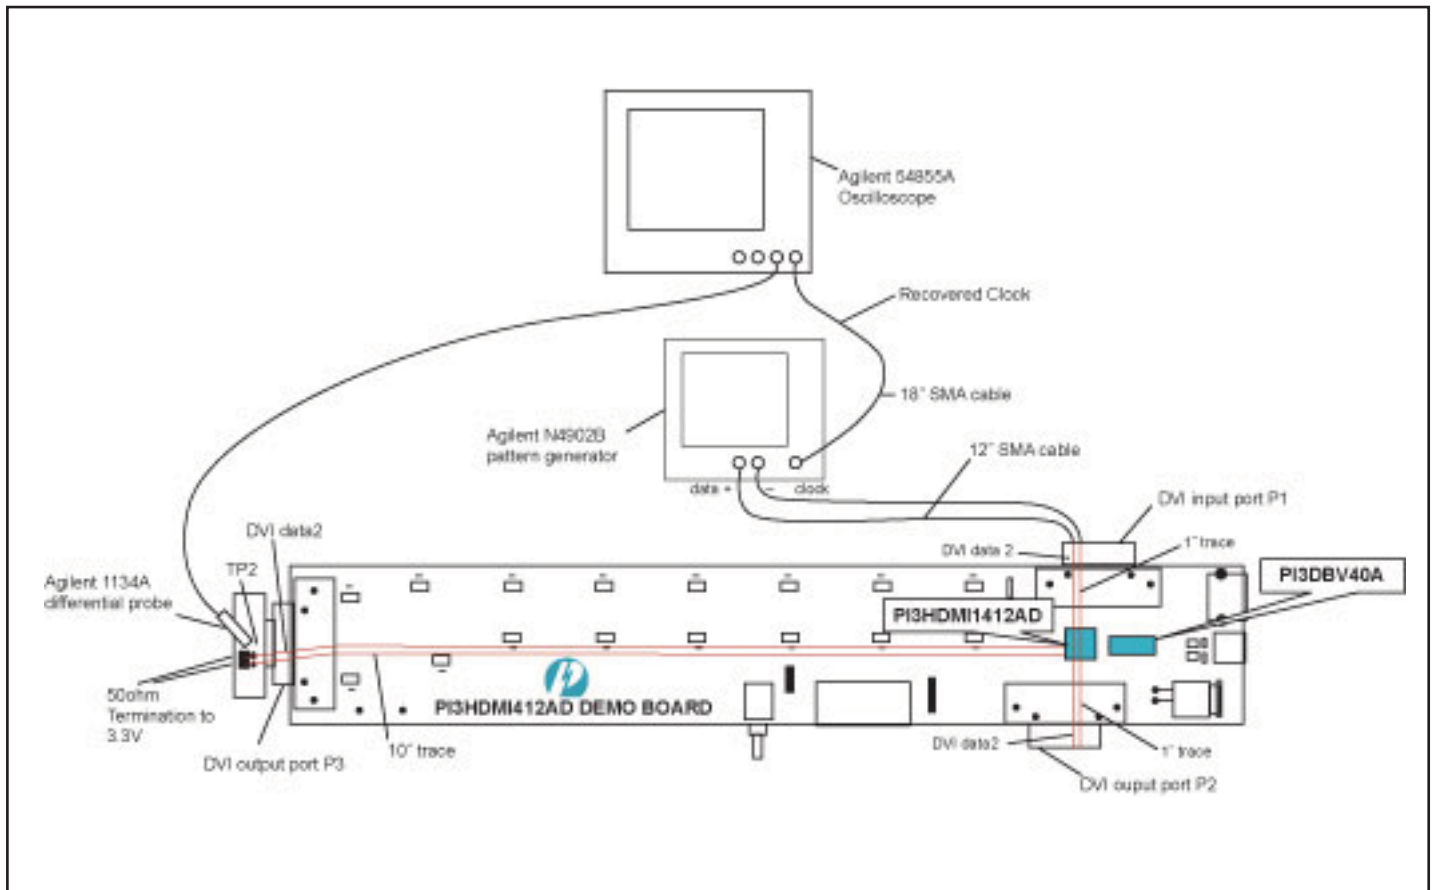 Agilent 54855A
Oscilloscope
Recovered Clock
18" SMA cable
Agilent N4902B
pattern generator
12" SMA cable
data +
−
clock
DVI input port P1
DVI data2
DVI data 2
1" trace
TP2
PI3DBV40A
Agilent 1134A
differential probe
PI3HDMI1412AD
50ohm
Termination to
3.3V
PI3HDMI412AD DEMO BOARD
10" trace
DVI data2
1" trace
DVI output port P3
DVI ouput port P2